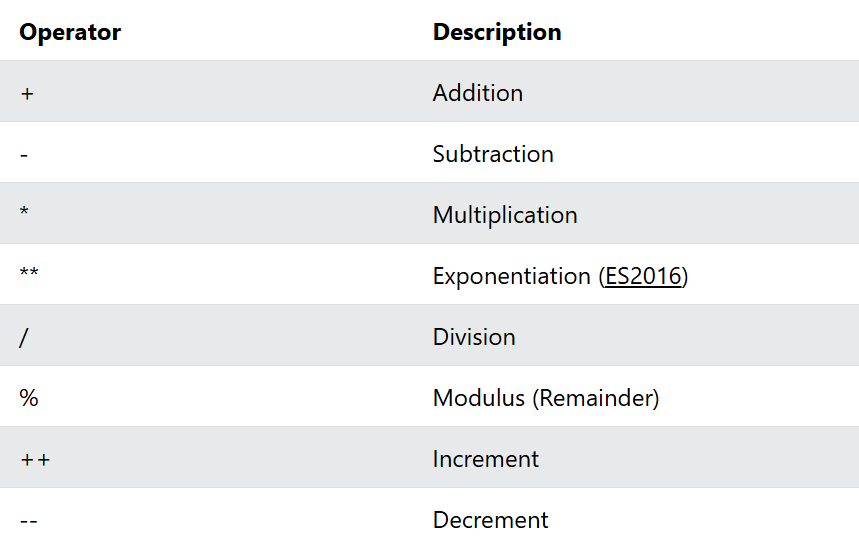 Operator Description
+ Addition
- Subtraction
* Multiplication
** Exponentiation (ES2016)
/ Division
% Modulus (Remainder)
++ Increment
-- Decrement